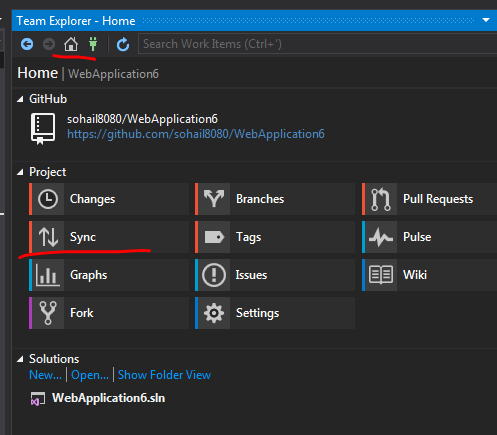 Team Explorer - Home
Search Work Items (Ctrl+')
Home | WebApplication6
GitHub
sohail8080/WebApplication6
https://github.com/sohail8080/WebApplication6
Project
Changes Branches Pull Requests
Sync Tags Pulse
Graphs Issues Wiki
Fork Settings
Solutions
New... | Open... | Show Folder View
WebApplication6.sln